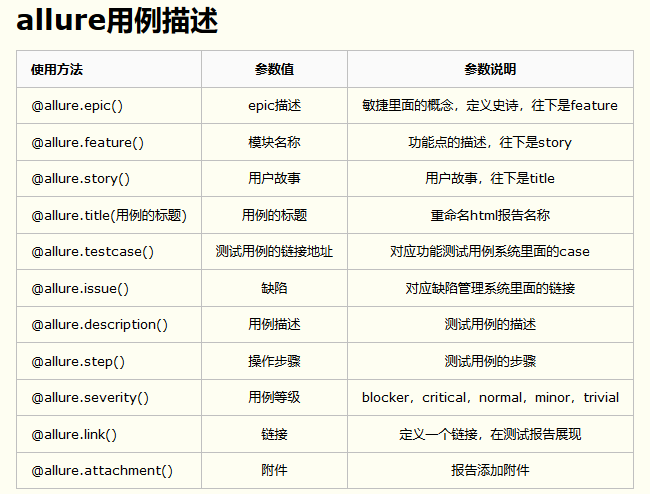 allure用例描述
使用方法 参数值 参数说明
@allure.epic() epic描述 敏捷里面的概念，定义史诗，往下是feature
@allure.feature() 模块名称 功能点的描述，往下是story
@allure.story() 用户故事 用户故事，往下是title
@allure.title(用例的标题) 用例的标题 重命名html报告名称
@allure.testcase() 测试用例的链接地址 对应功能测试用例系统里面的case
@allure.issue() 缺陷 对应缺陷管理系统里面的链接
@allure.description() 用例描述 测试用例的描述
@allure.step() 操作步骤 测试用例的步骤
@allure.severity() 用例等级 blocker，critical，normal，minor，trivial
@allure.link() 链接 定义一个链接，在测试报告展现
@allure.attachment() 附件 报告添加附件